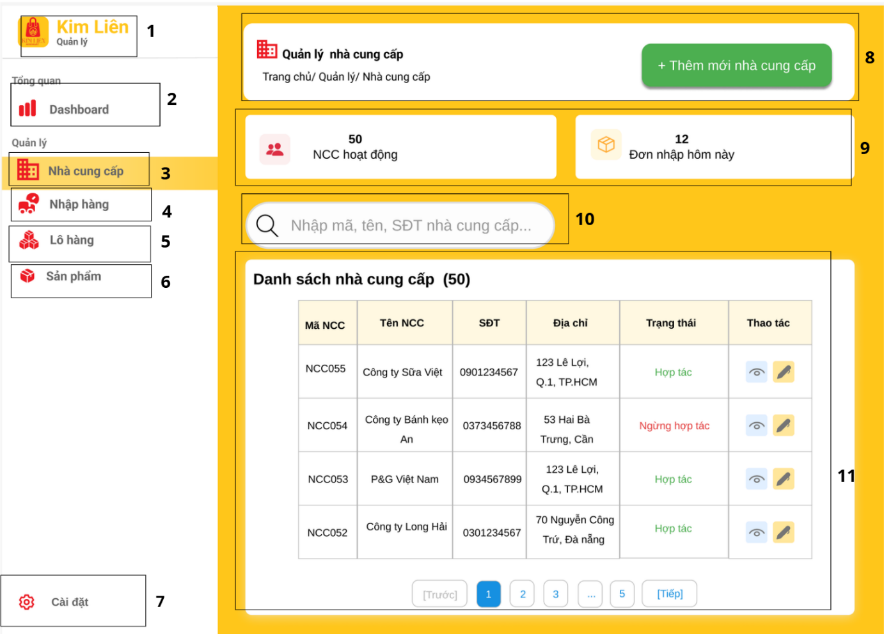 Kim Liên
Quản lý
1
Tổng quan
Dashboard
2
Quản lý
Nhà cung cấp
3
Nhập hàng
4
Lô hàng
5
Sản phẩm
6
Cài đặt
7
Quản lý nhà cung cấp
Trang chủ/ Quản lý/ Nhà cung cấp
+ Thêm mới nhà cung cấp
8
50
NCC hoạt động
12
Đơn nhập hôm này
9
Nhập mã, tên, SĐT nhà cung cấp...
10
Danh sách nhà cung cấp (50)
Mã NCC Tên NCC SĐT Địa chỉ Trạng thái Thao tác
NCC055 Công ty Sữa Việt 0901234567 123 Lê Lợi,
Q.1, TP.HCM
Hợp tác
NCC054 Công ty Bánh kẹo
An
0373456788 53 Hai Bà
Trưng, Cần
Ngừng hợp tác
NCC053 P&G Việt Nam 0934567899 123 Lê Lợi,
Q.1, TP.HCM
Hợp tác
11
NCC052 Công ty Long Hải 0301234567 70 Nguyễn Công
Trứ, Đà nẵng
Hợp tác
[Trước] 1 2 3 ... 5 [Tiếp]